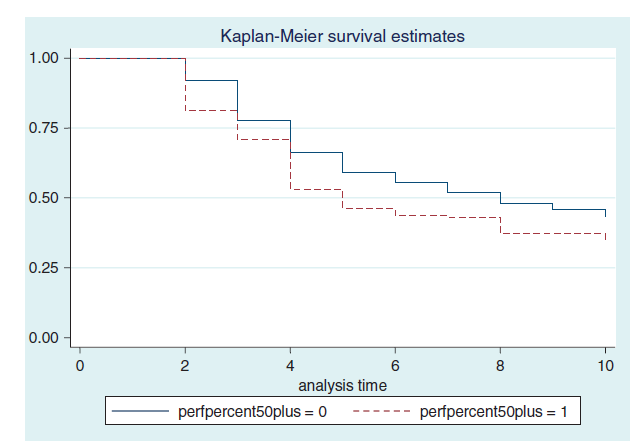 Kaplan-Meier survival estimates
1.00
0.75
0.50
0.25
0.00
0 2 4 6 8 10
analysis time
perfpercent50plus = 0 perfpercent50plus = 1